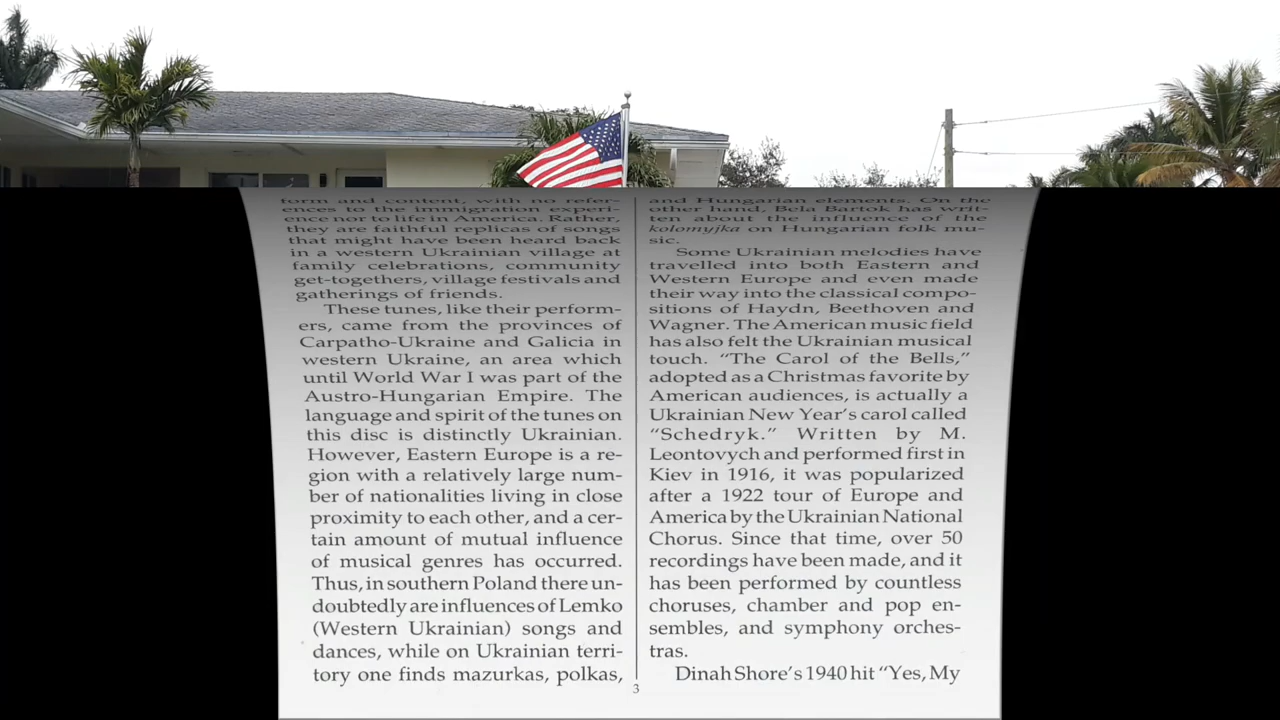 form and content, with no refer-
ences to the immigration experi-
ence nor to life in America. Rather,
they are faithful replicas of songs
that might have been heard back
in a western Ukrainian village at
family celebrations, community
get-togethers, village festivals and
gatherings of friends.
These tunes, like their perform-
ers, came from the provinces of
Carpatho-Ukraine and Galicia in
western Ukraine, an area which
until World War I was part of the
Austro-Hungarian Empire. The
language and spirit of the tunes on
this disc is distinctly Ukrainian.
However, Eastern Europe is a re-
gion with a relatively large num-
ber of nationalities living in close
proximity to each other, and a cer-
tain amount of mutual influence
of musical genres has occurred.
Thus, in southern Poland there un-
doubtedly are influences of Lemko
(Western Ukrainian) songs and
dances, while on Ukrainian terri-
tory one finds mazurkas, polkas,
and Hungarian elements. On the
other hand, Bela Bartok has writ-
ten about the influence of the
kolomyjka on Hungarian folk mu-
sic.
Some Ukrainian melodies have
travelled into both Eastern and
Western Europe and even made
their way into the classical compo-
sitions of Haydn, Beethoven and
Wagner. The American music field
has also felt the Ukrainian musical
touch. “The Carol of the Bells,”
adopted as a Christmas favorite by
American audiences, is actually a
Ukrainian New Year’s carol called
“Schedryk.” Written by M.
Leontovych and performed first in
Kiev in 1916, it was popularized
after a 1922 tour of Europe and
America by the Ukrainian National
Chorus. Since that time, over 50
recordings have been made, and it
has been performed by countless
choruses, chamber and pop en-
sembles, and symphony orches-
tras.
Dinah Shore’s 1940 hit “Yes, My
3